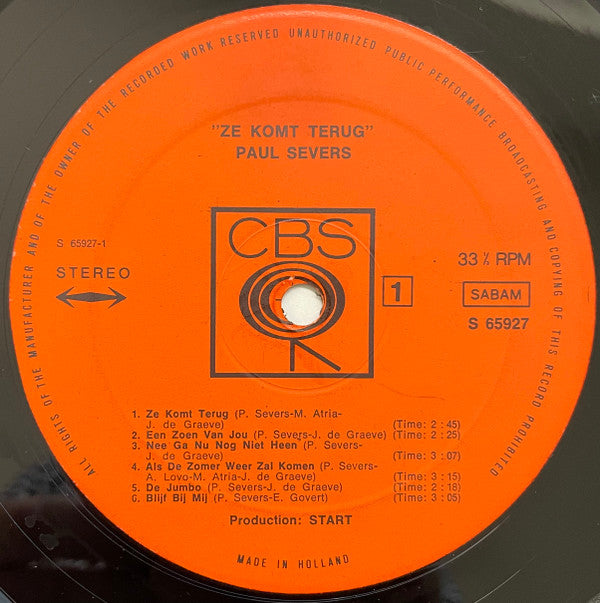 ALL RIGHTS OF THE MANUFACTURER AND OF THE OWNER OF THE RECORDED WORK RESERVED UNAUTHORIZED PUBLIC PERFORMANCE BROADCASTING AND COPYING OF THIS RECORD PROHIBITED
"ZE KOMT TERUG"
PAUL SEVERS
CBS
S 65927-1
STEREO
33 ⅓ RPM
1
SABAM
S 65927
1. Ze Komt Terug (P. Severs-M. Atria-
J. de Graeve) (Time: 2 : 45)
2. Een Zoen Van Jou (P. Severs-J. de Graeve) (Time: 2 : 25)
3. Nee Ga Nu Nog Niet Heen (P. Severs-
J. de Graeve) (Time: 3 : 07)
4. Als De Zomer Weer Zal Komen (P. Severs-
A. Lovo-M. Atria-J. de Graeve) (Time: 3 : 15)
5. De Jumbo (P. Severs-J. de Graeve) (Time: 2 : 18)
6. Blijf Bij Mij (P. Severs-E. Govert) (Time: 3 : 05)
Production: START
MADE IN HOLLAND